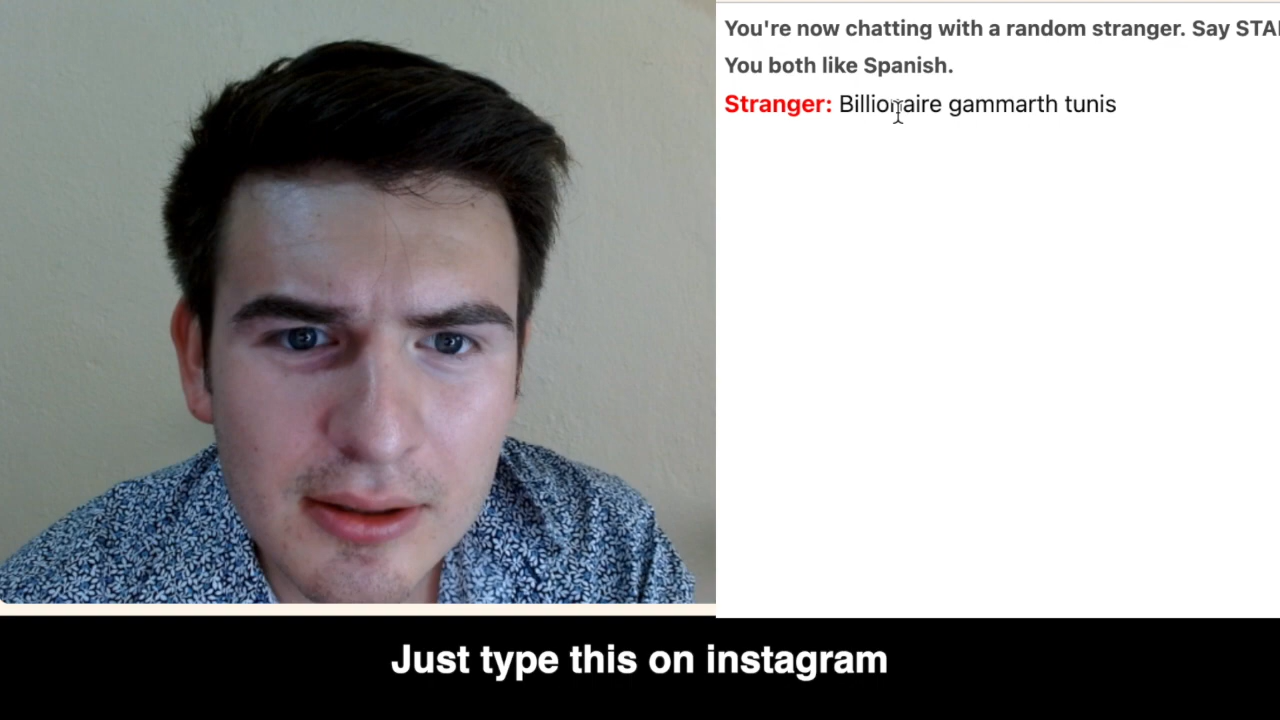 You're now chatting with a random stranger. Say
You both like Spanish.
Stranger: Billionaire gammarth tunis
Just type this on instagram